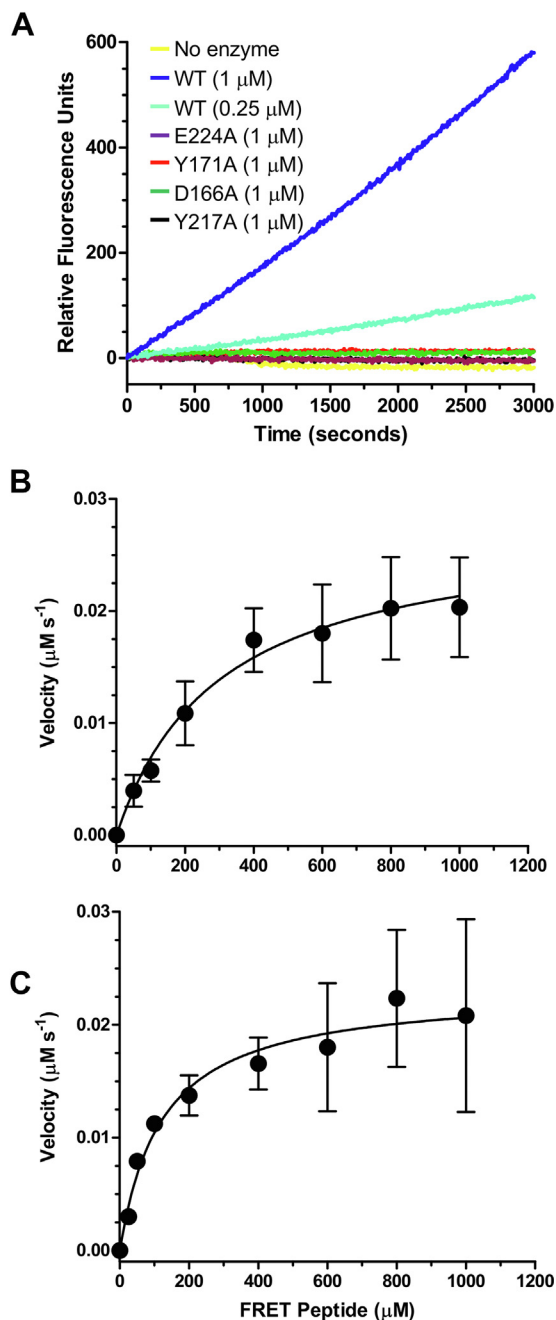 A
Relative Fluorescence Units
600
400
200
0
No enzyme
WT (1 μM)
WT (0.25 μM)
E224A (1 μM)
Y171A (1 μM)
D166A (1 μM)
Y217A (1 μM)
0 500 1000 1500 2000 2500 3000
Time (seconds)
B
Velocity (μM s⁻¹)
0.03
0.02
0.01
0.00
0 200 400 600 800 1000 1200
C
Velocity (μM s⁻¹)
0.03
0.02
0.01
0.00
0 200 400 600 800 1000 1200
FRET Peptide (μM)